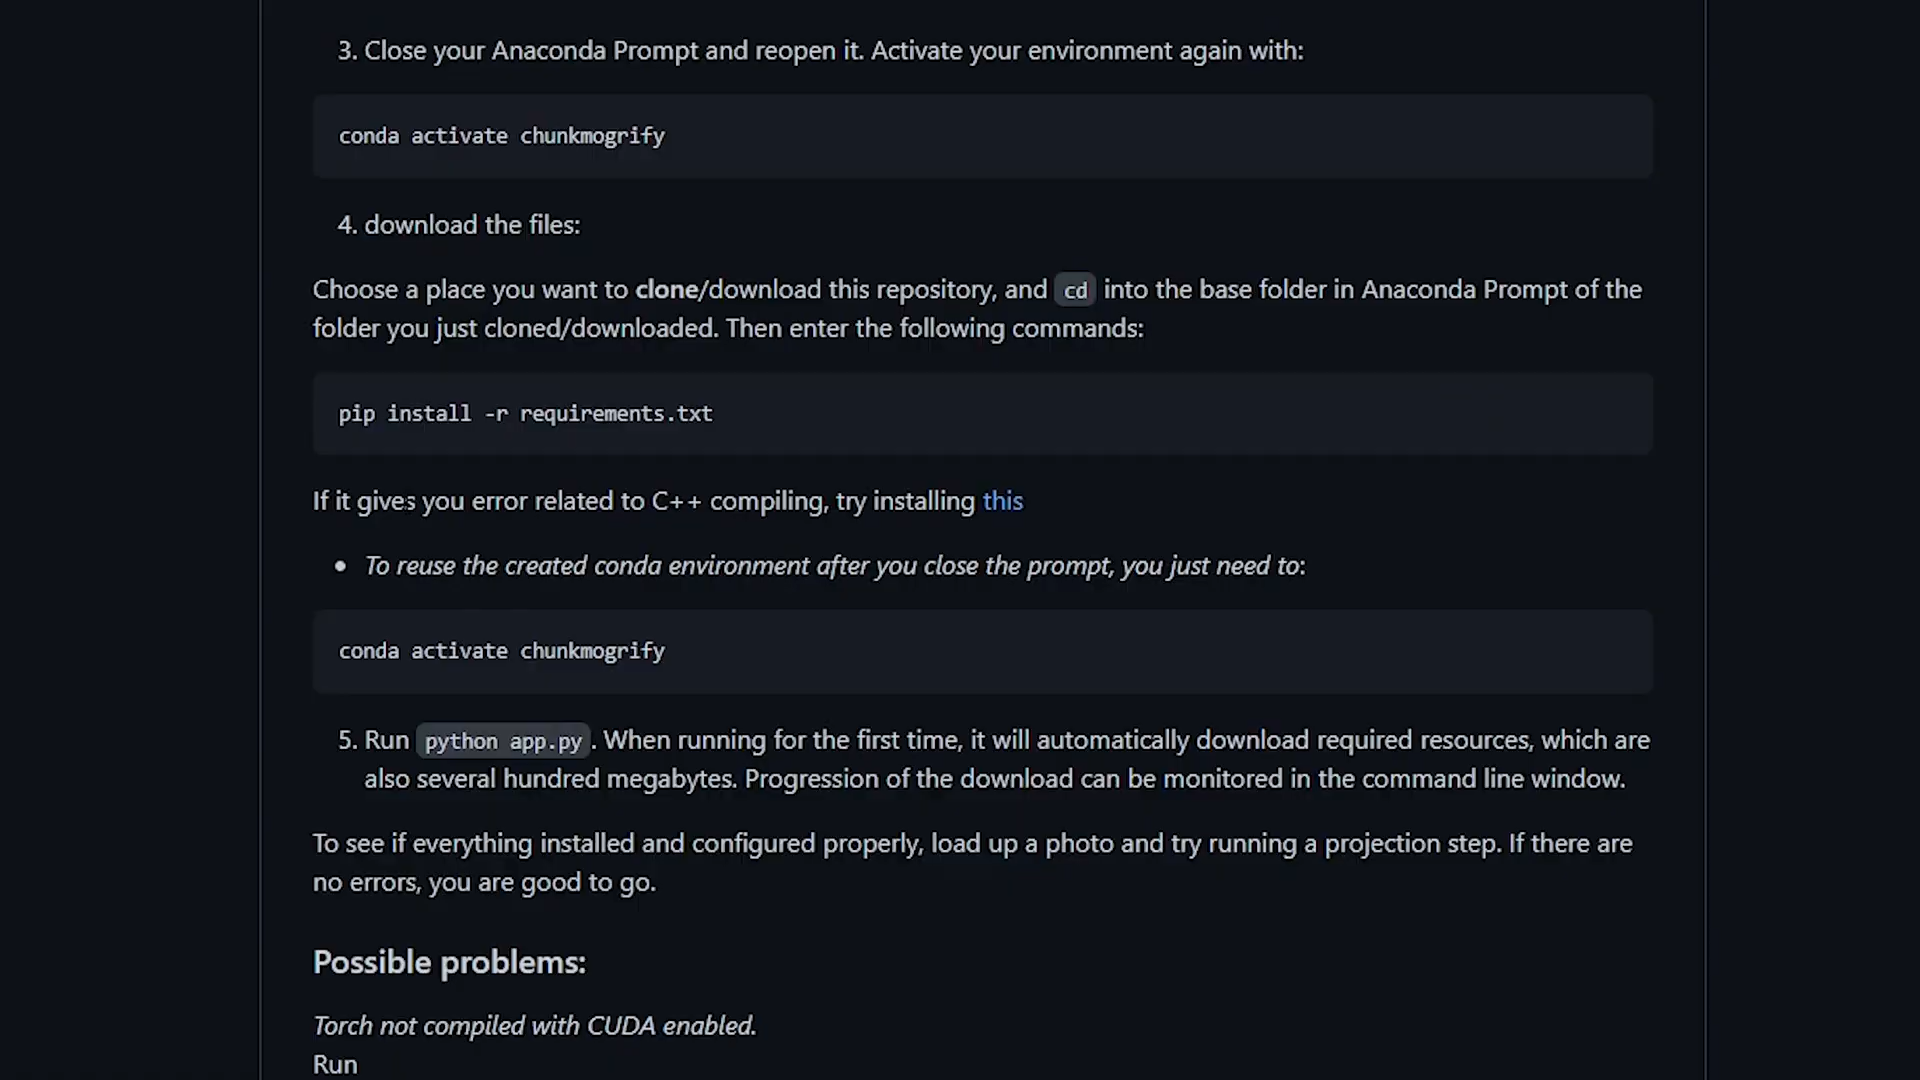 3. Close your Anaconda Prompt and reopen it. Activate your environment again with:
conda activate chunkmogrify
4. download the files:
Choose a place you want to clone/download this repository, and cd into the base folder in Anaconda Prompt of the
folder you just cloned/downloaded. Then enter the following commands:
pip install -r requirements.txt
If it gives you error related to C++ compiling, try installing this
• To reuse the created conda environment after you close the prompt, you just need to:
conda activate chunkmogrify
5. Run python app.py. When running for the first time, it will automatically download required resources, which are
also several hundred megabytes. Progression of the download can be monitored in the command line window.
To see if everything installed and configured properly, load up a photo and try running a projection step. If there are
no errors, you are good to go.
Possible problems:
Torch not compiled with CUDA enabled.
Run